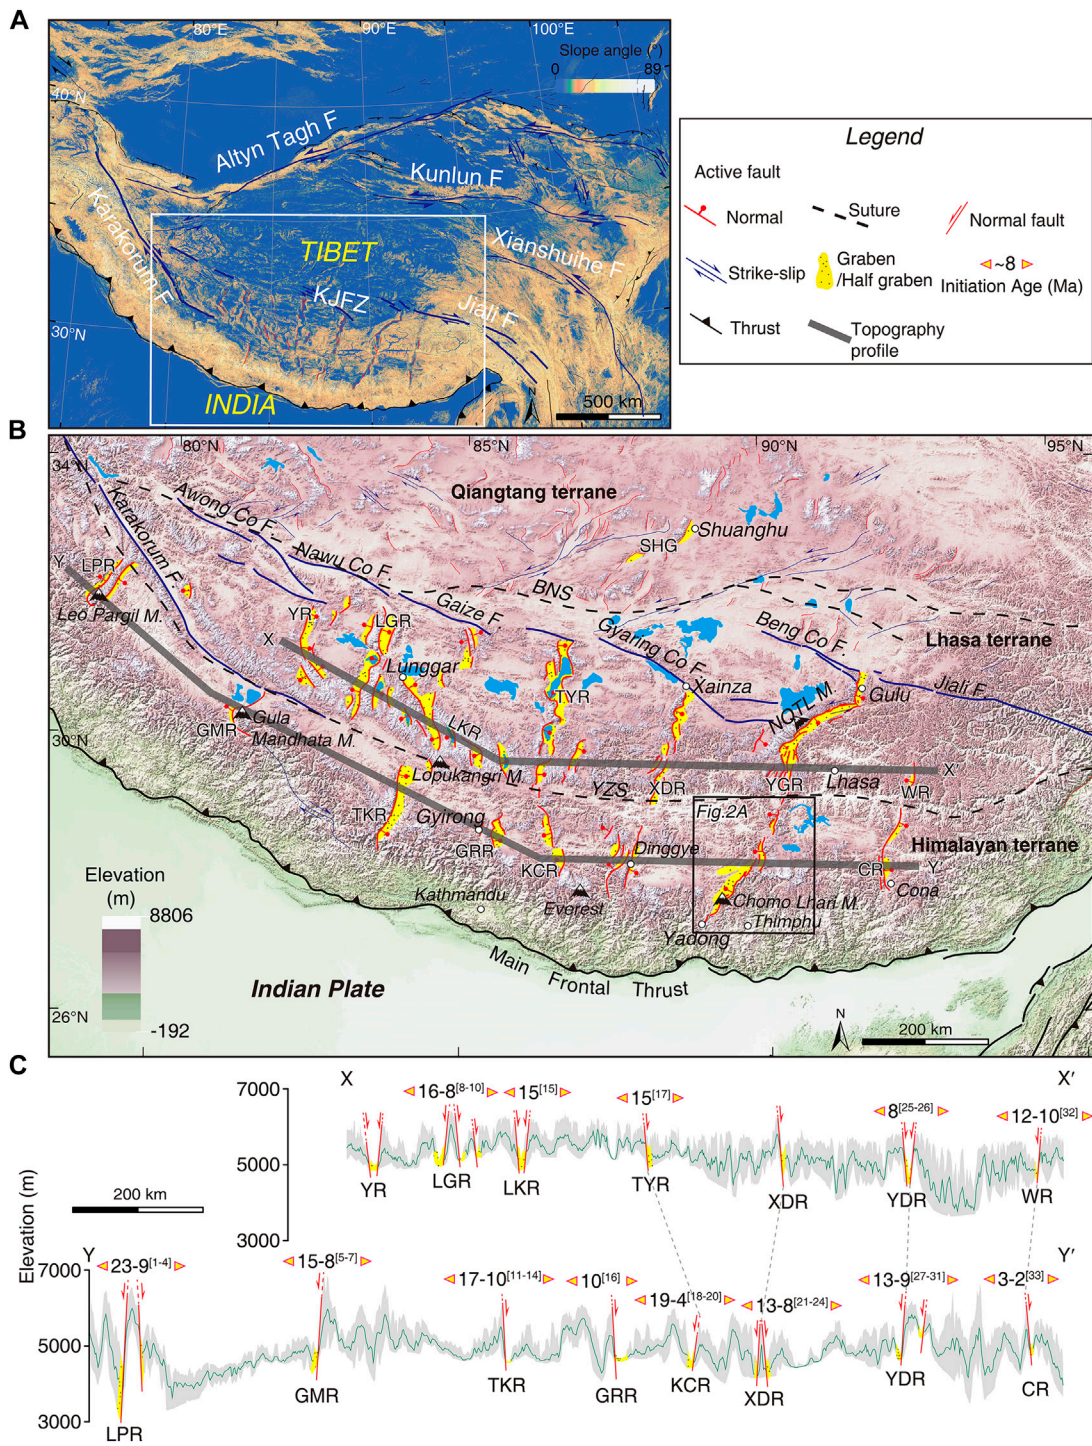 A
80°E
90°E
100°E
Slope angle (°)
0
89
40°N
Altyn Tagh F
Kunlun F
Karakorum F
TIBET
Xianshuihe F
KJFZ
Jiali F
30°N
INDIA
N
500 km
Legend
Active fault
Normal
Suture
Normal fault
Strike-slip
Graben
/Half graben
~8
Initiation Age (Ma)
Thrust
Topography
profile
B
80°N
85°N
90°N
95°N
34°N
Qiangtang terrane
Karakorum F.
Awong Co F.
Shuanghu
SHG
Nawu Co F.
BNS
Y
LPR
Leo Pargil M.
Gaize F.
YR
LGR
X
Lunggar
Gyaring Co F.
Beng Co F.
Lhasa terrane
Jiali F.
TYR
Xainza
NQTL M
Gulu
GMR
Gula
Mandhata M.
LKR
30°N
Lopukangri M.
YZS
XDR
YGR
Lhasa
X′
WR
TKR
Gyirong
GRR
Fig.2A
Himalayan terrane
KCR
Dinggye
CR
Y′
Cona
Elevation
(m)
8806
-192
Kathmandu
Everest
Chomo Lhari M.
Thimphu
Yadong
Main Frontal Thrust
Indian Plate
26°N
N
200 km
C
X
X′
7000
5000
3000
16-8[8-10]
15[15]
15[17]
8[25-26]
12-10[32]
YR
LGR
LKR
TYR
XDR
YDR
WR
200 km
Elevation (m)
Y
Y′
7000
5000
3000
23-9[1-4]
15-8[5-7]
17-10[11-14]
10[16]
19-4[18-20]
13-8[21-24]
13-9[27-31]
3-2[33]
LPR
GMR
TKR
GRR
KCR
XDR
YDR
CR